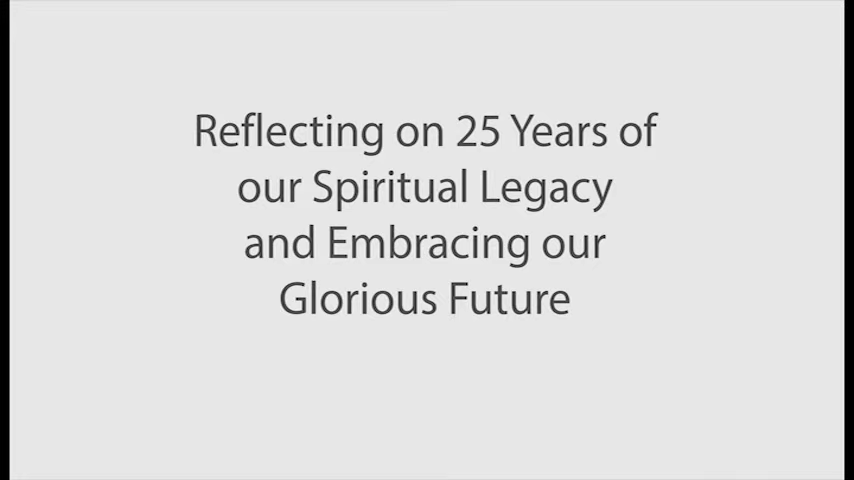 Reflecting on 25 Years of
our Spiritual Legacy
and Embracing our
Glorious Future